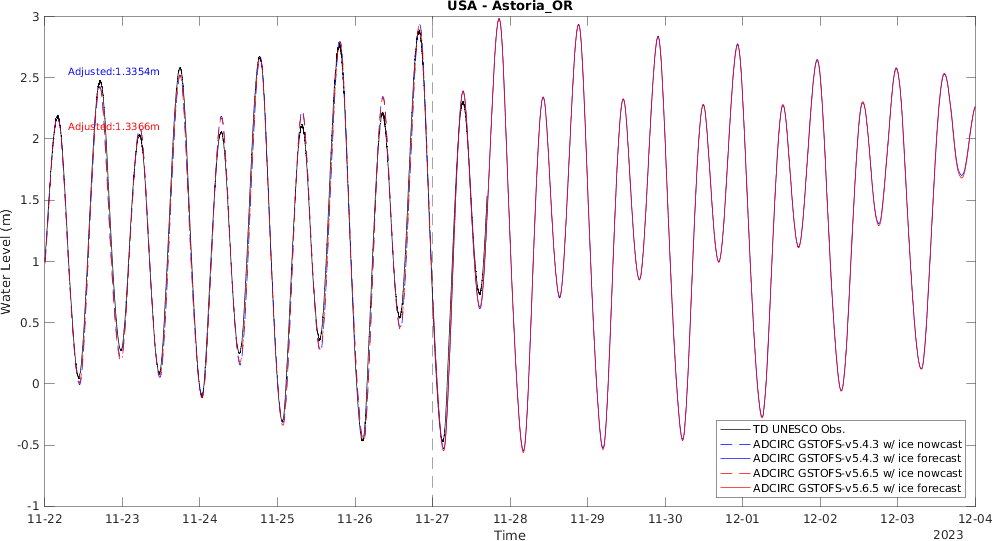 USA - Astoria_OR
3
2.5
2
1.5
1
0.5
0
-0.5
-1
Water Level (m)
Adjusted:1.3354m
Adjusted:1.3366m
TD UNESCO Obs.
ADCIRC GSTOFS-v5.4.3 w/ ice nowcast
ADCIRC GSTOFS-v5.4.3 w/ ice forecast
ADCIRC GSTOFS-v5.6.5 w/ ice nowcast
ADCIRC GSTOFS-v5.6.5 w/ ice forecast
11-22 11-23 11-24 11-25 11-26 11-27 11-28 11-29 11-30 12-01 12-02 12-03 12-04
Time
2023